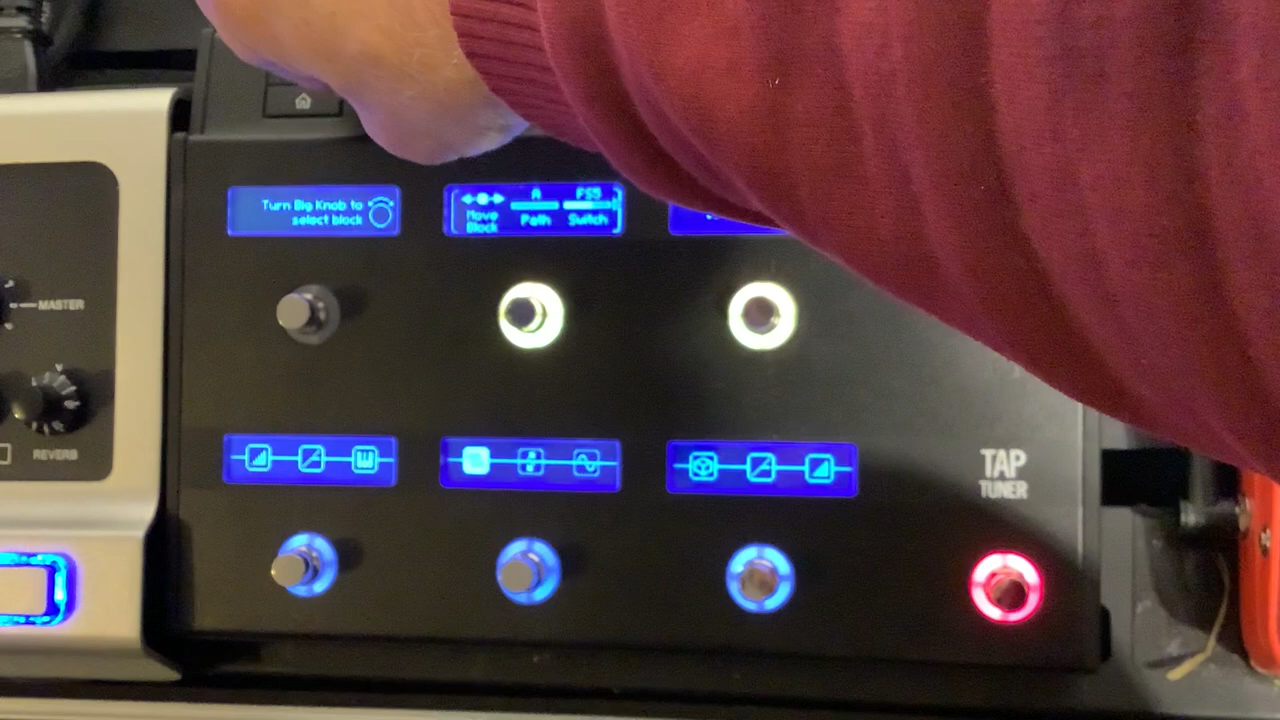 Turn Big Knob to
select block
A FS5
Move Path Switch
Block
MASTER
REVERB
TAP
TUNER